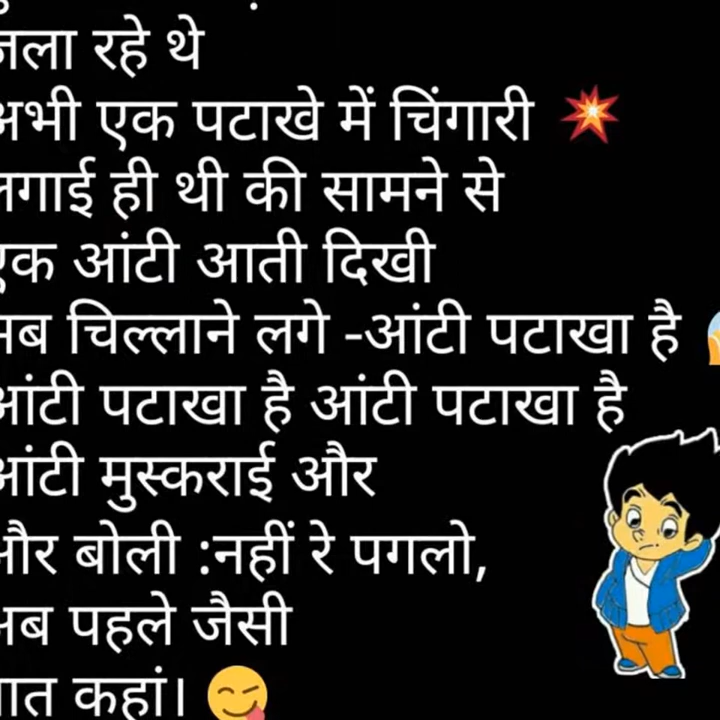 जला रहे थे
अभी एक पटाखे में चिंगारी 💥
लगाई ही थी की सामने से
एक आंटी आती दिखी
सब चिल्लाने लगे -आंटी पटाखा है 😱
आंटी पटाखा है आंटी पटाखा है
आंटी मुस्कराई और
और बोली :नहीं रे पगलो,
अब पहले जैसी
बात कहां। 😋